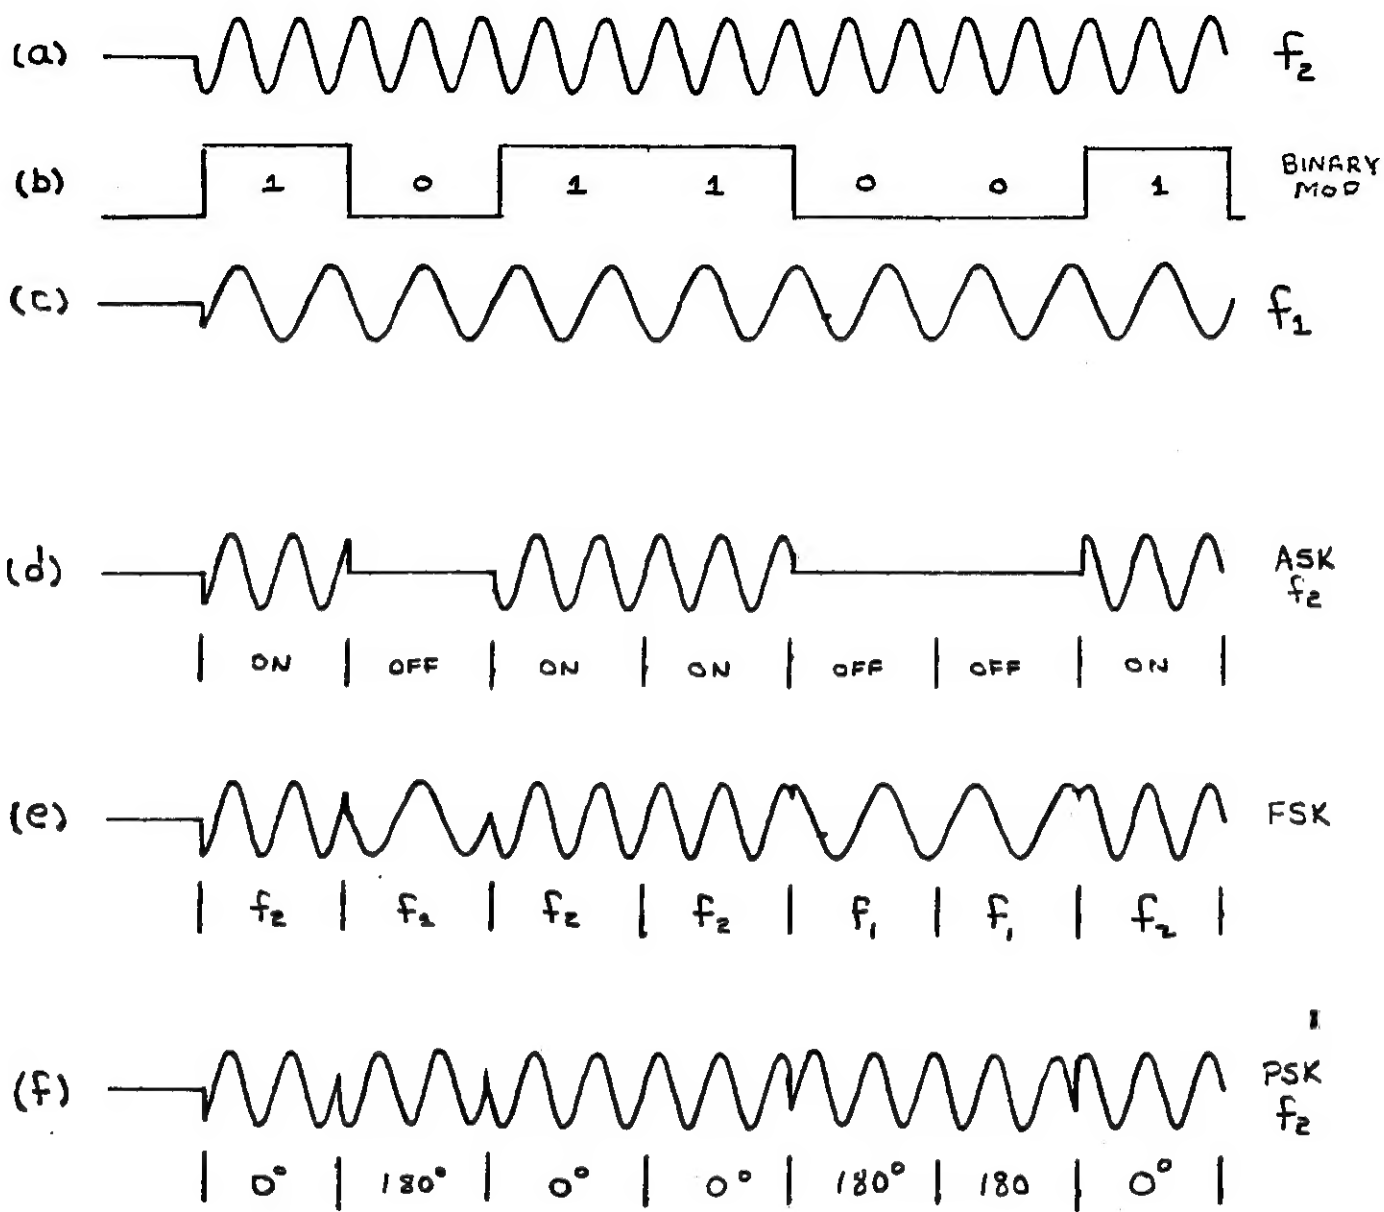 (a) f2
(b) 1 0 1 1 0 0 1 BINARY
MOD
(c) f1
(d) ASK
f2
ON OFF ON ON OFF OFF ON
(e) FSK
f2 f1 f2 f2 f1 f1 f2
(f) PSK
f2
0° 180° 0° 0° 180° 180 0°